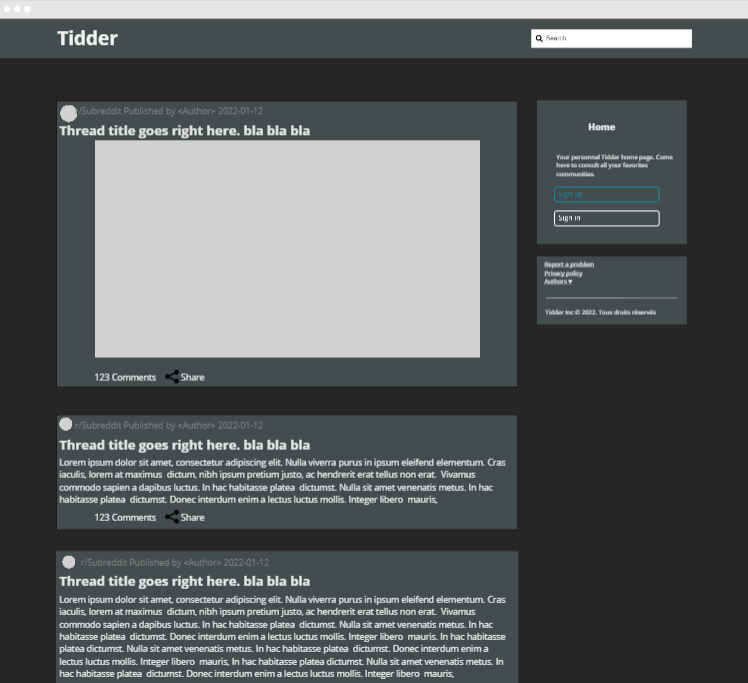 Tidder
Search
r/Subreddit Published by <Author> 2022-01-12
Thread title goes right here. bla bla bla
123 Comments Share
r/Subreddit Published by <Author> 2022-01-12
Thread title goes right here. bla bla bla
Lorem ipsum dolor sit amet, consectetur adipiscing elit. Nulla viverra purus in ipsum eleifend elementum. Cras
iaculis, lorem at maximus dictum, nibh ipsum pretium justo, ac hendrerit erat tellus non erat. Vivamus
commodo sapien a dapibus luctus. In hac habitasse platea dictumst. Nulla sit amet venenatis metus. In hac
habitasse platea dictumst. Donec interdum enim a lectus luctus mollis. Integer libero mauris,
123 Comments Share
r/Subreddit Published by <Author> 2022-01-12
Thread title goes right here. bla bla bla
Lorem ipsum dolor sit amet, consectetur adipiscing elit. Nulla viverra purus in ipsum eleifend elementum. Cras
iaculis, lorem at maximus dictum, nibh ipsum pretium justo, ac hendrerit erat tellus non erat. Vivamus
commodo sapien a dapibus luctus. In hac habitasse platea dictumst. Nulla sit amet venenatis metus. In hac
habitasse platea dictumst. Donec interdum enim a lectus luctus mollis. Integer libero mauris. In hac habitasse
platea dictumst. Nulla sit amet venenatis metus. In hac habitasse platea dictumst. Donec interdum enim a
lectus luctus mollis. Integer libero mauris, In hac habitasse platea dictumst. Nulla sit amet venenatis metus. In
hac habitasse platea dictumst. Donec interdum enim a lectus luctus mollis. Integer libero mauris,
Home
Your personnal Tidder home page. Come
here to consult all your favorites
communities.
Sign up
Sign in
Report a problem
Privacy policy
Authors ♥
Tidder Inc © 2022. Tous droits réservés